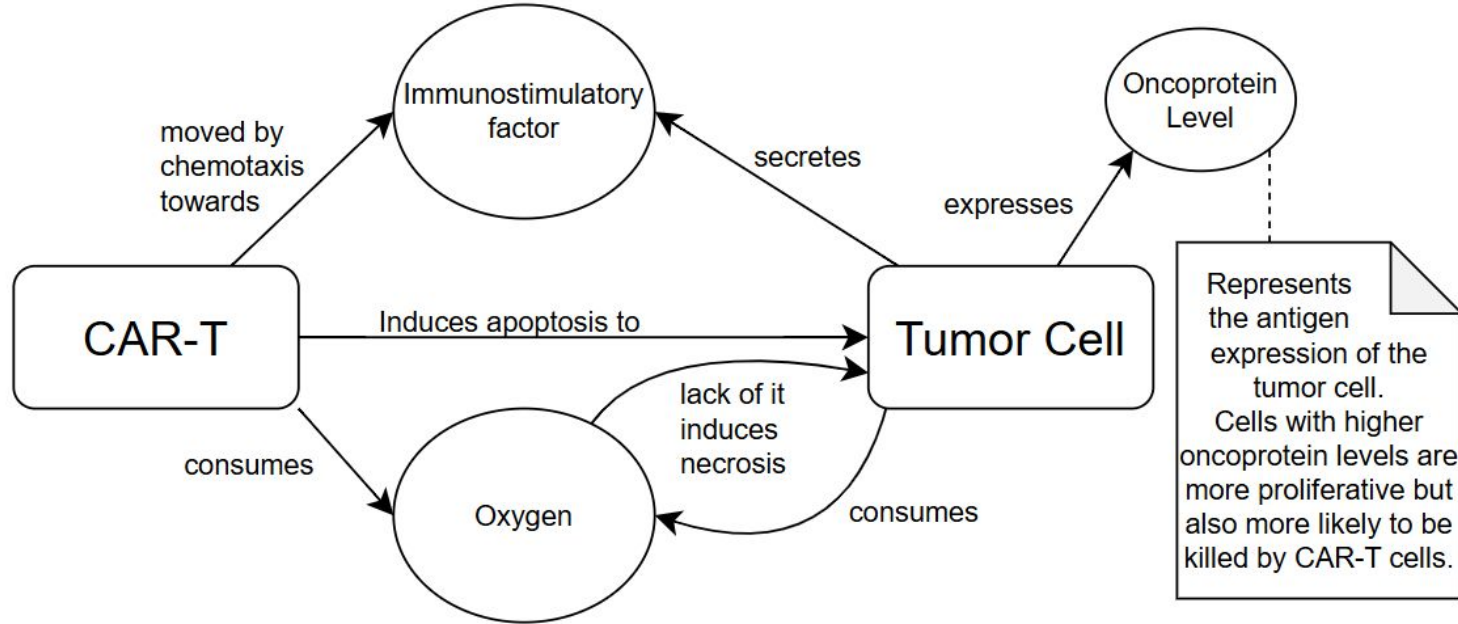 Immunostimulatory
factor
Oncoprotein
Level
moved by
chemotaxis
towards
secretes
expresses
CAR-T
Induces apoptosis to
Tumor Cell
Represents
the antigen
expression of the
tumor cell.
Cells with higher
oncoprotein levels are
more proliferative but
also more likely to be
killed by CAR-T cells.
lack of it
induces
necrosis
consumes
Oxygen
consumes